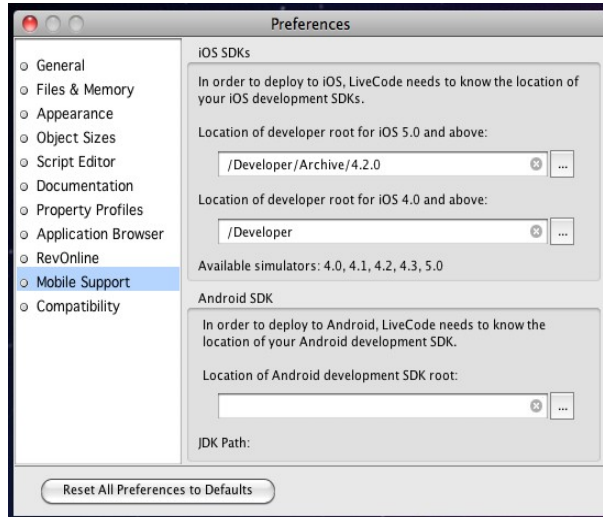 Preferences
General
Files & Memory
Appearance
Object Sizes
Script Editor
Documentation
Property Profiles
Application Browser
RevOnline
Mobile Support
Compatibility
iOS SDKs
In order to deploy to iOS, LiveCode needs to know the location of
your iOS development SDKs.
Location of developer root for iOS 5.0 and above:
/Developer/Archive/4.2.0
...
Location of developer root for iOS 4.0 and above:
/Developer
...
Available simulators: 4.0, 4.1, 4.2, 4.3, 5.0
Android SDK
In order to deploy to Android, LiveCode needs to know the
location of your Android development SDK.
Location of Android development SDK root:
...
JDK Path:
Reset All Preferences to Defaults